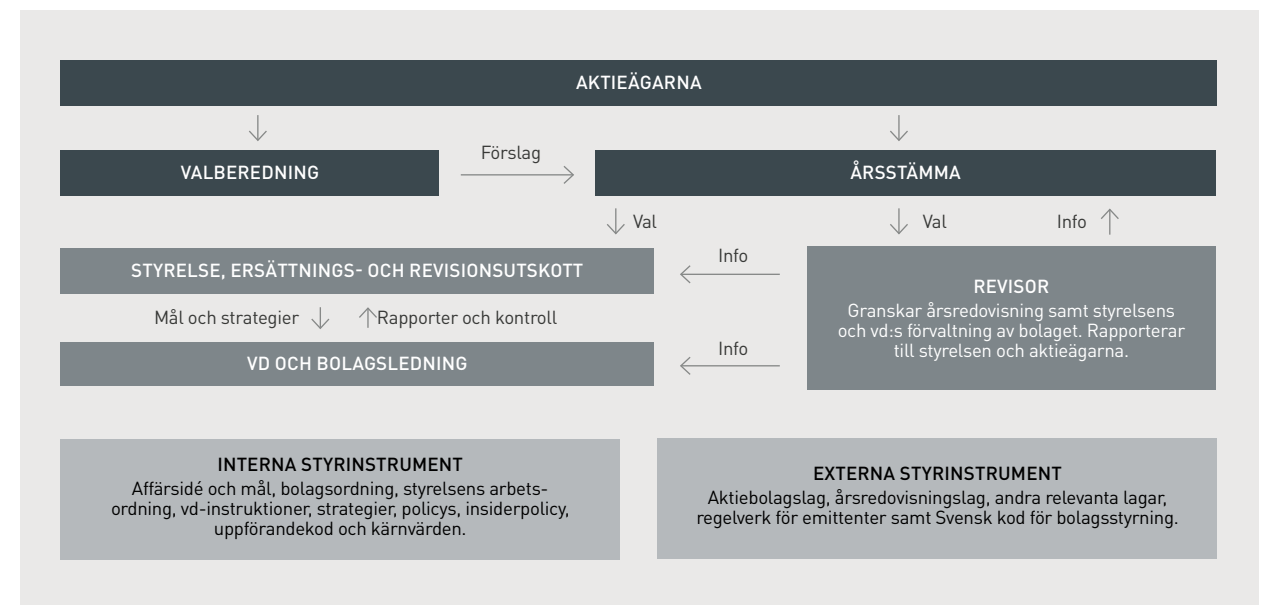 AKTIEÄGARNA
VALBEREDNING
Förslag
ÅRSSTÄMMA
Val
Val
Info
STYRELSE, ERSÄTTNINGS- OCH REVISIONSUTSKOTT
Info
REVISOR
Granskar årsredovisning samt styrelsens
och vd:s förvaltning av bolaget. Rapporterar
till styrelsen och aktieägarna.
Mål och strategier
Rapporter och kontroll
VD OCH BOLAGSLEDNING
Info
INTERNA STYRINSTRUMENT
Affärsidé och mål, bolagsordning, styrelsens arbets-
ordning, vd-instruktioner, strategier, policys, insiderpolicy,
uppförandekod och kärnvärden.
EXTERNA STYRINSTRUMENT
Aktiebolagslag, årsredovisningslag, andra relevanta lagar,
regelverk för emittenter samt Svensk kod för bolagsstyrning.